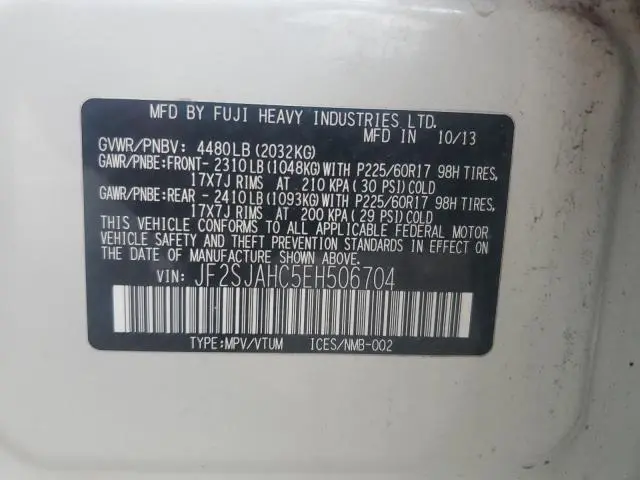 MFD BY FUJI HEAVY INDUSTRIES LTD.
MFD IN 10/13
GVWR/PNBV: 4480LB (2032KG)
GAWR/PNBE:FRONT- 2310LB (1048KG) WITH P225/60R17 98H TIRES,
17X7J RIMS AT 210 KPA ( 30 PSI) COLD
GAWR/PNBE:REAR - 2410LB (1093KG) WITH P225/60R17 98H TIRES,
17X7J RIMS AT 200 KPA ( 29 PSI) COLD
THIS VEHICLE CONFORMS TO ALL APPLICABLE FEDERAL MOTOR
VEHICLE SAFETY AND THEFT PREVENTION STANDARDS IN EFFECT ON
THE DATE OF MANUFACTURE SHOWN ABOVE.
VIN: JF2SJAHC5EH506704
TYPE:MPV/VTUM ICES/NMB-002